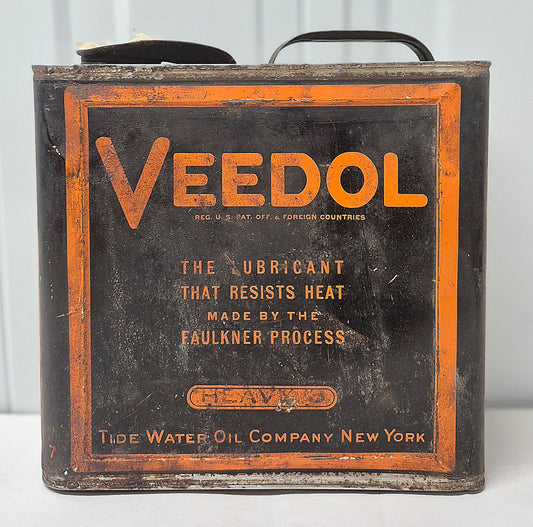 VEEDOL
REG. U. S. PAT. OFF. & FOREIGN COUNTRIES
THE LUBRICANT
THAT RESISTS HEAT
MADE BY THE
FAULKNER PROCESS
HEAVY
TIDE WATER OIL COMPANY NEW YORK
7